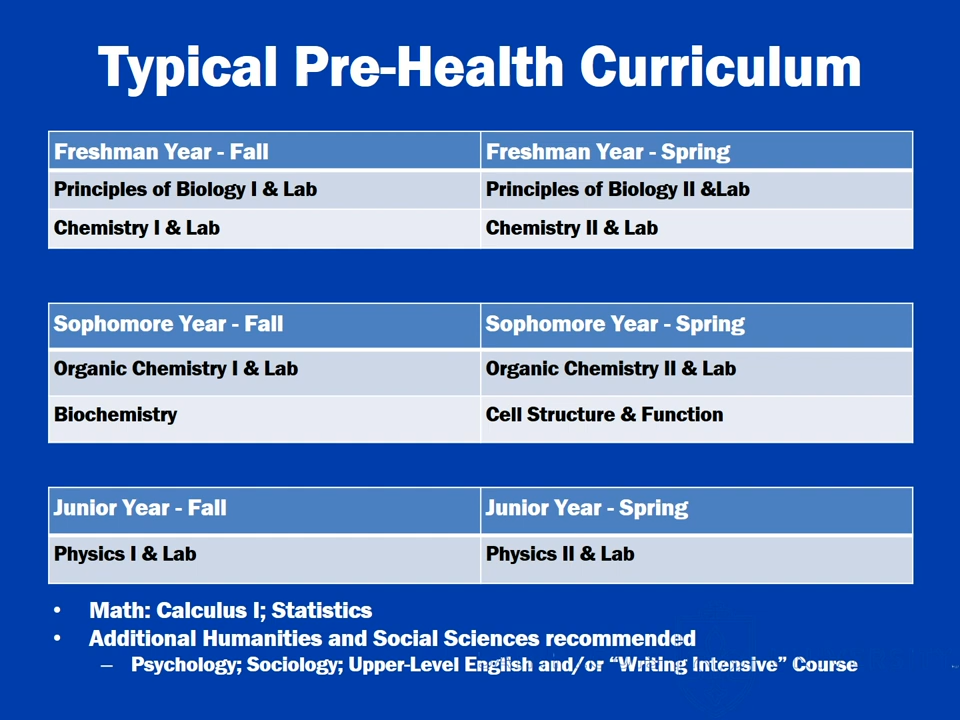 Typical Pre-Health Curriculum
Freshman Year - Fall
Freshman Year - Spring
Principles of Biology I & Lab
Principles of Biology II &Lab
Chemistry I & Lab
Chemistry II & Lab
Sophomore Year - Fall
Sophomore Year - Spring
Organic Chemistry I & Lab
Organic Chemistry II & Lab
Biochemistry
Cell Structure & Function
Junior Year - Fall
Junior Year - Spring
Physics I & Lab
Physics II & Lab
• Math: Calculus I; Statistics
• Additional Humanities and Social Sciences recommended
– Psychology; Sociology; Upper-Level English and/or “Writing Intensive” Course